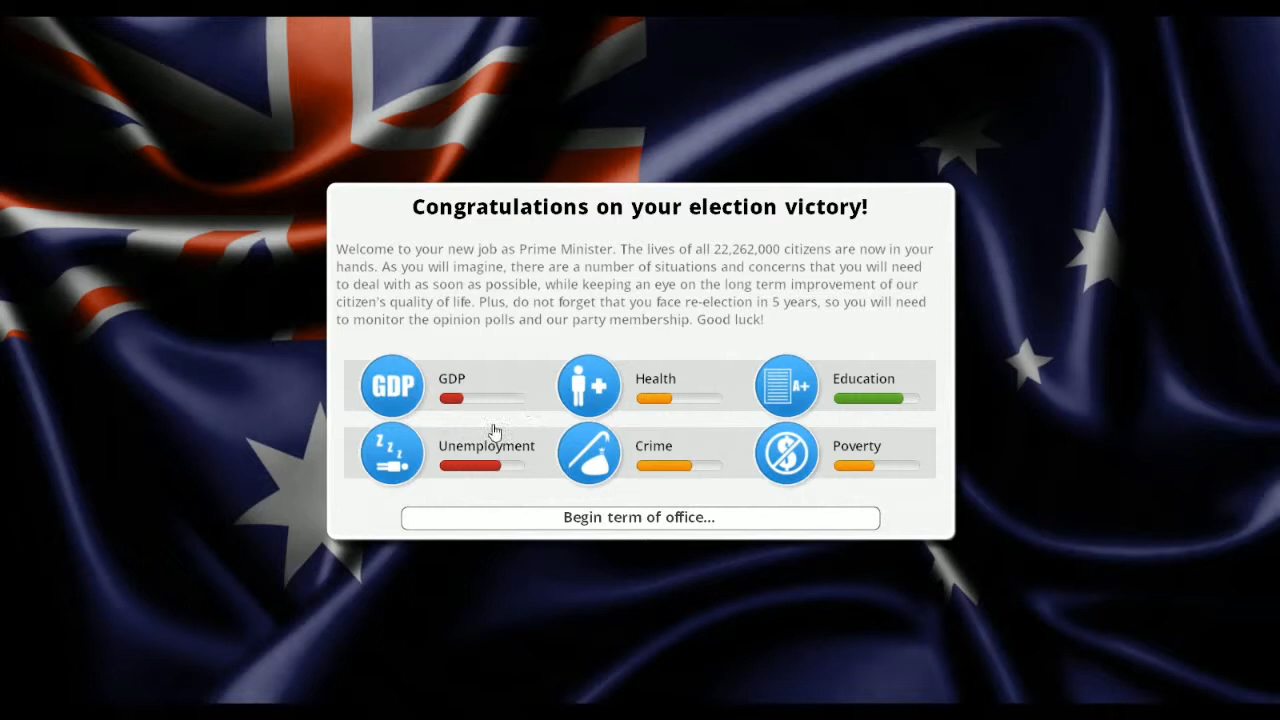 Congratulations on your election victory!
Welcome to your new job as Prime Minister. The lives of all 22,262,000 citizens are now in your
hands. As you will imagine, there are a number of situations and concerns that you will need
to deal with as soon as possible, while keeping an eye on the long term improvement of our
citizen's quality of life. Plus, do not forget that you face re-election in 5 years, so you will need
to monitor the opinion polls and our party membership. Good luck!
GDP GDP Health A+ Education
Z Z Z Unemployment Crime $ Poverty
Begin term of office...